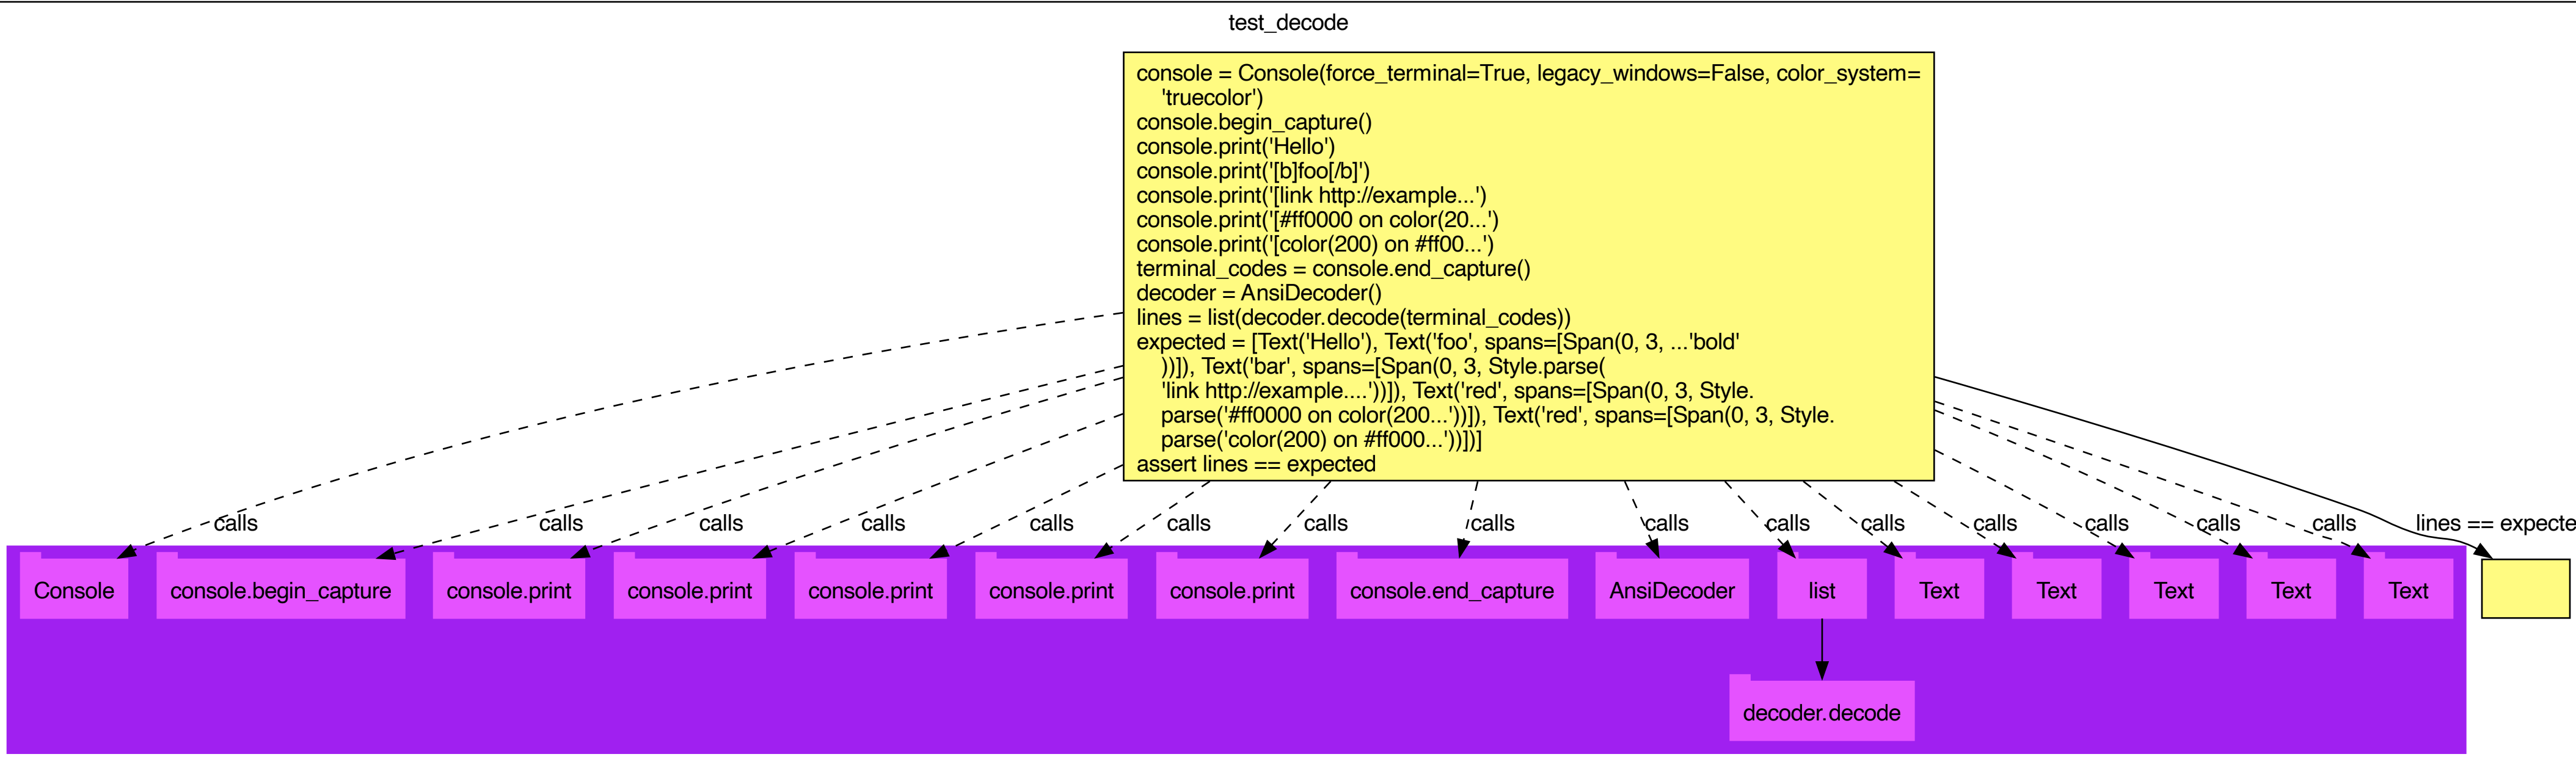 test_decode
console = Console(force_terminal=True, legacy_windows=False, color_system=
'truecolor')
console.begin_capture()
console.print('Hello')
console.print('[b]foo[/b]')
console.print('[link http://example...')
console.print('[#ff0000 on color(20...')
console.print('[color(200) on #ff00...')
terminal_codes = console.end_capture()
decoder = AnsiDecoder()
lines = list(decoder.decode(terminal_codes))
expected = [Text('Hello'), Text('foo', spans=[Span(0, 3, ...'bold'
))]), Text('bar', spans=[Span(0, 3, Style.parse(
'link http://example....'))]), Text('red', spans=[Span(0, 3, Style.
parse('#ff0000 on color(200...'))]), Text('red', spans=[Span(0, 3, Style.
parse('color(200) on #ff000...'))])]
assert lines == expected
calls calls calls calls calls calls calls calls calls calls calls calls calls calls calls lines == expecte
Console console.begin_capture console.print console.print console.print console.print console.print console.end_capture AnsiDecoder list Text Text Text Text Text
decoder.decode